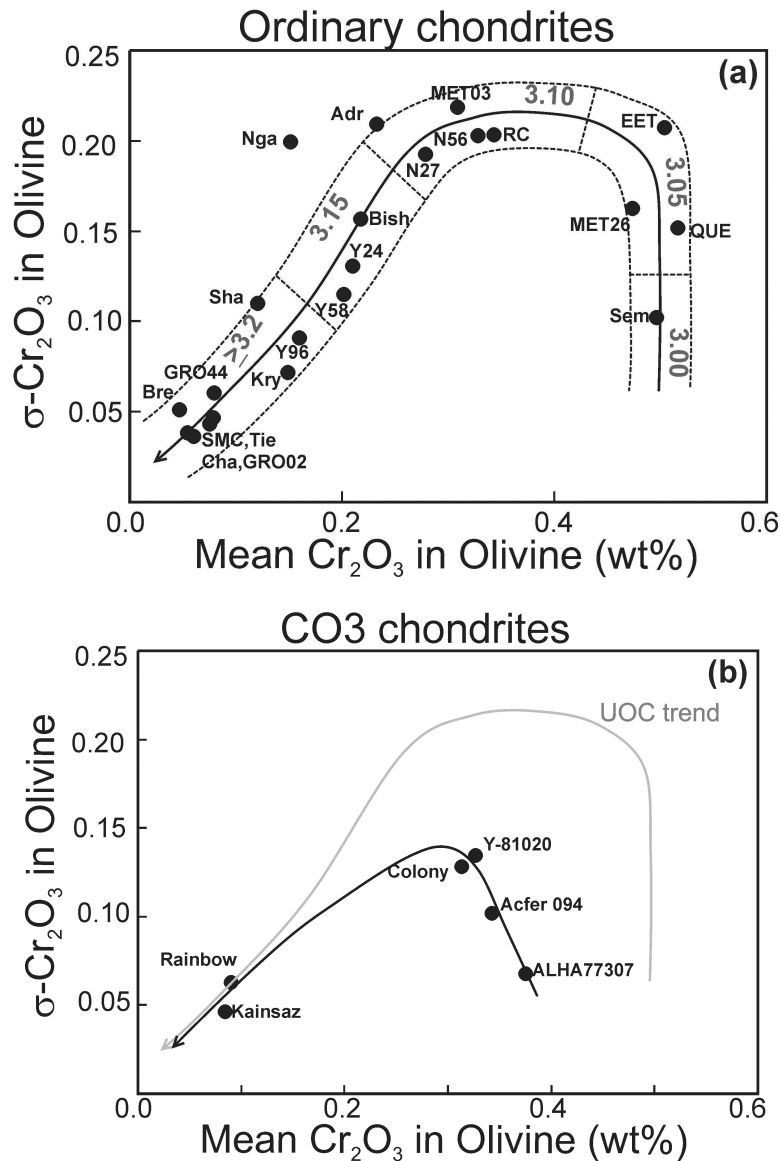 Ordinary chondrites
(a)
0.25
0.20
0.15
0.10
0.05
σ-Cr₂O₃ in Olivine
MET03
3.10
Adr
EET
Nga
N56
RC
N27
3.05
3.15
Bish
MET26
QUE
Y24
Sha
Y58
Sem
≥3.2
Y96
3.00
GRO44
Kry
Bre
SMC,Tie
Cha,GRO02
0.0
0.2
0.4
0.6
Mean Cr₂O₃ in Olivine (wt%)
CO3 chondrites
(b)
0.25
0.20
0.15
0.10
0.05
σ-Cr₂O₃ in Olivine
UOC trend
Y-81020
Colony
Acfer 094
Rainbow
ALHA77307
Kainsaz
0.0
0.2
0.4
0.6
Mean Cr₂O₃ in Olivine (wt%)